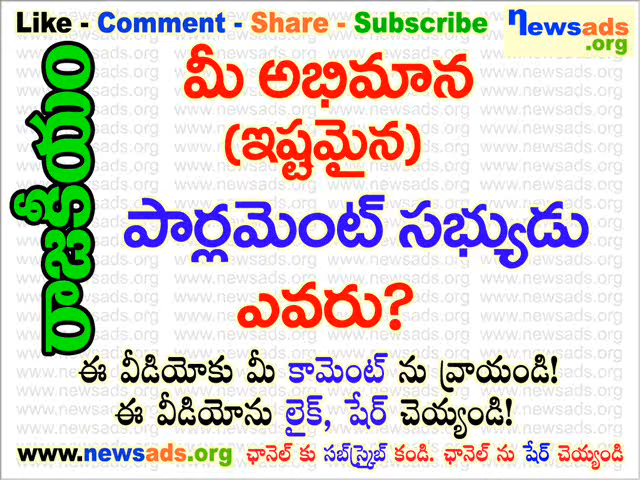 Like - Comment - Share - Subscribe
newsads
.org
రాజకీయం
మీ అభిమాన
(ఇష్టమైన)
పార్లమెంట్ సభ్యుడు
ఎవరు?
ఈ వీడియోకు మీ కామెంట్ ను వ్రాయండి!
ఈ వీడియోను లైక్, షేర్ చెయ్యండి!
www.newsads.org ఛానెల్ కు సబ్‌స్క్రైబ్ కండి. ఛానెల్ ను షేర్ చెయ్యండి